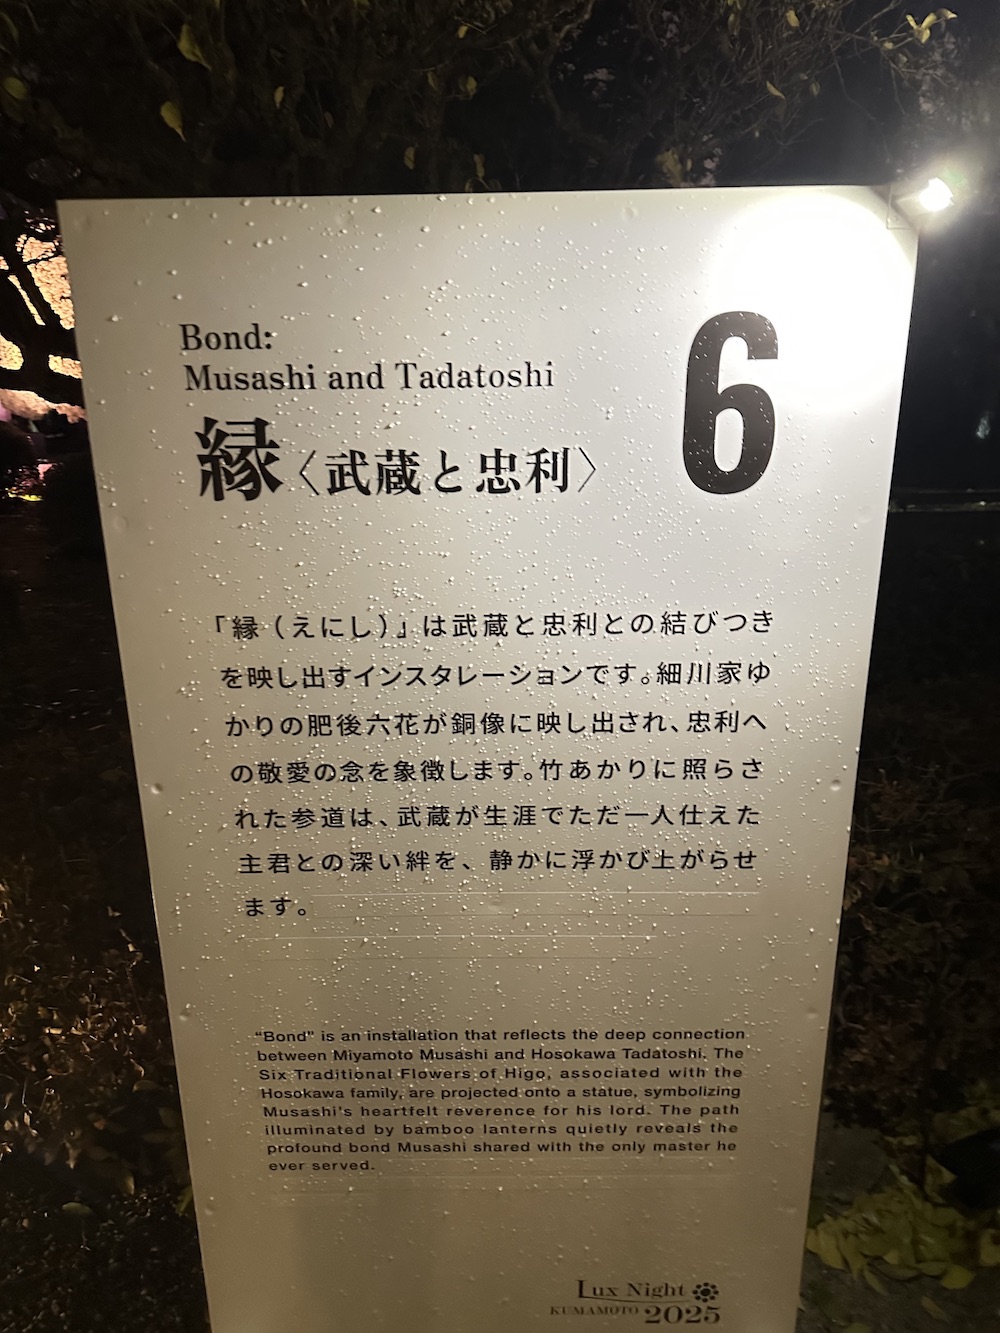 Bond:
Musashi and Tadatoshi
6
縁〈武蔵と忠利〉
「縁（えにし）」は武蔵と忠利との結びつき
を映し出すインスタレーションです。細川家ゆ
かりの肥後六花が銅像に映し出され、忠利へ
の敬愛の念を象徴します。竹あかりに照らさ
れた参道は、武蔵が生涯でただ一人仕えた
主君との深い絆を、静かに浮かび上がらせ
ます。
"Bond" is an installation that reflects the deep connection
between Miyamoto Musashi and Hosokawa Tadatoshi. The
Six Traditional Flowers of Higo, associated with the
Hosokawa family, are projected onto a statue, symbolizing
Musashi's heartfelt reverence for his lord. The path
illuminated by bamboo lanterns quietly reveals the
profound bond Musashi shared with the only master he
ever served.
Lux Night
KUMAMOTO 2025